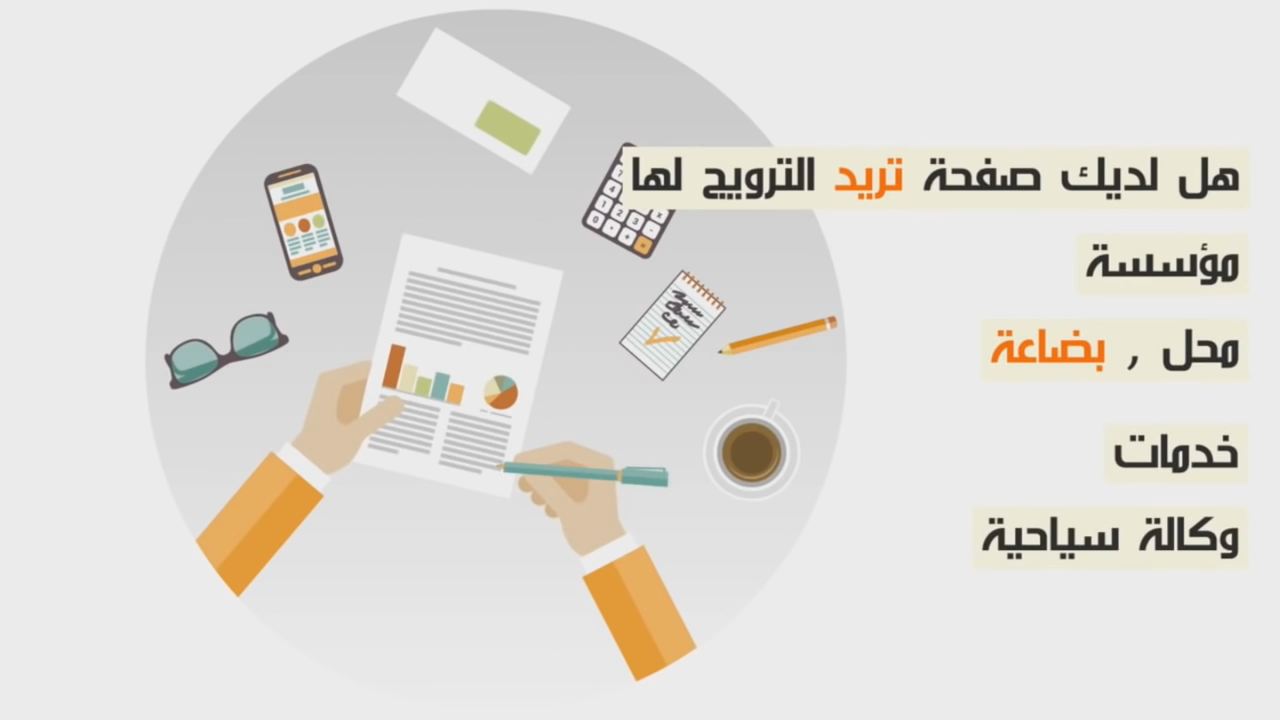 هل لديك صفحة تريد الترويج لها
مؤسسة
محل , بضاعة
خدمات
وكالة سياحية